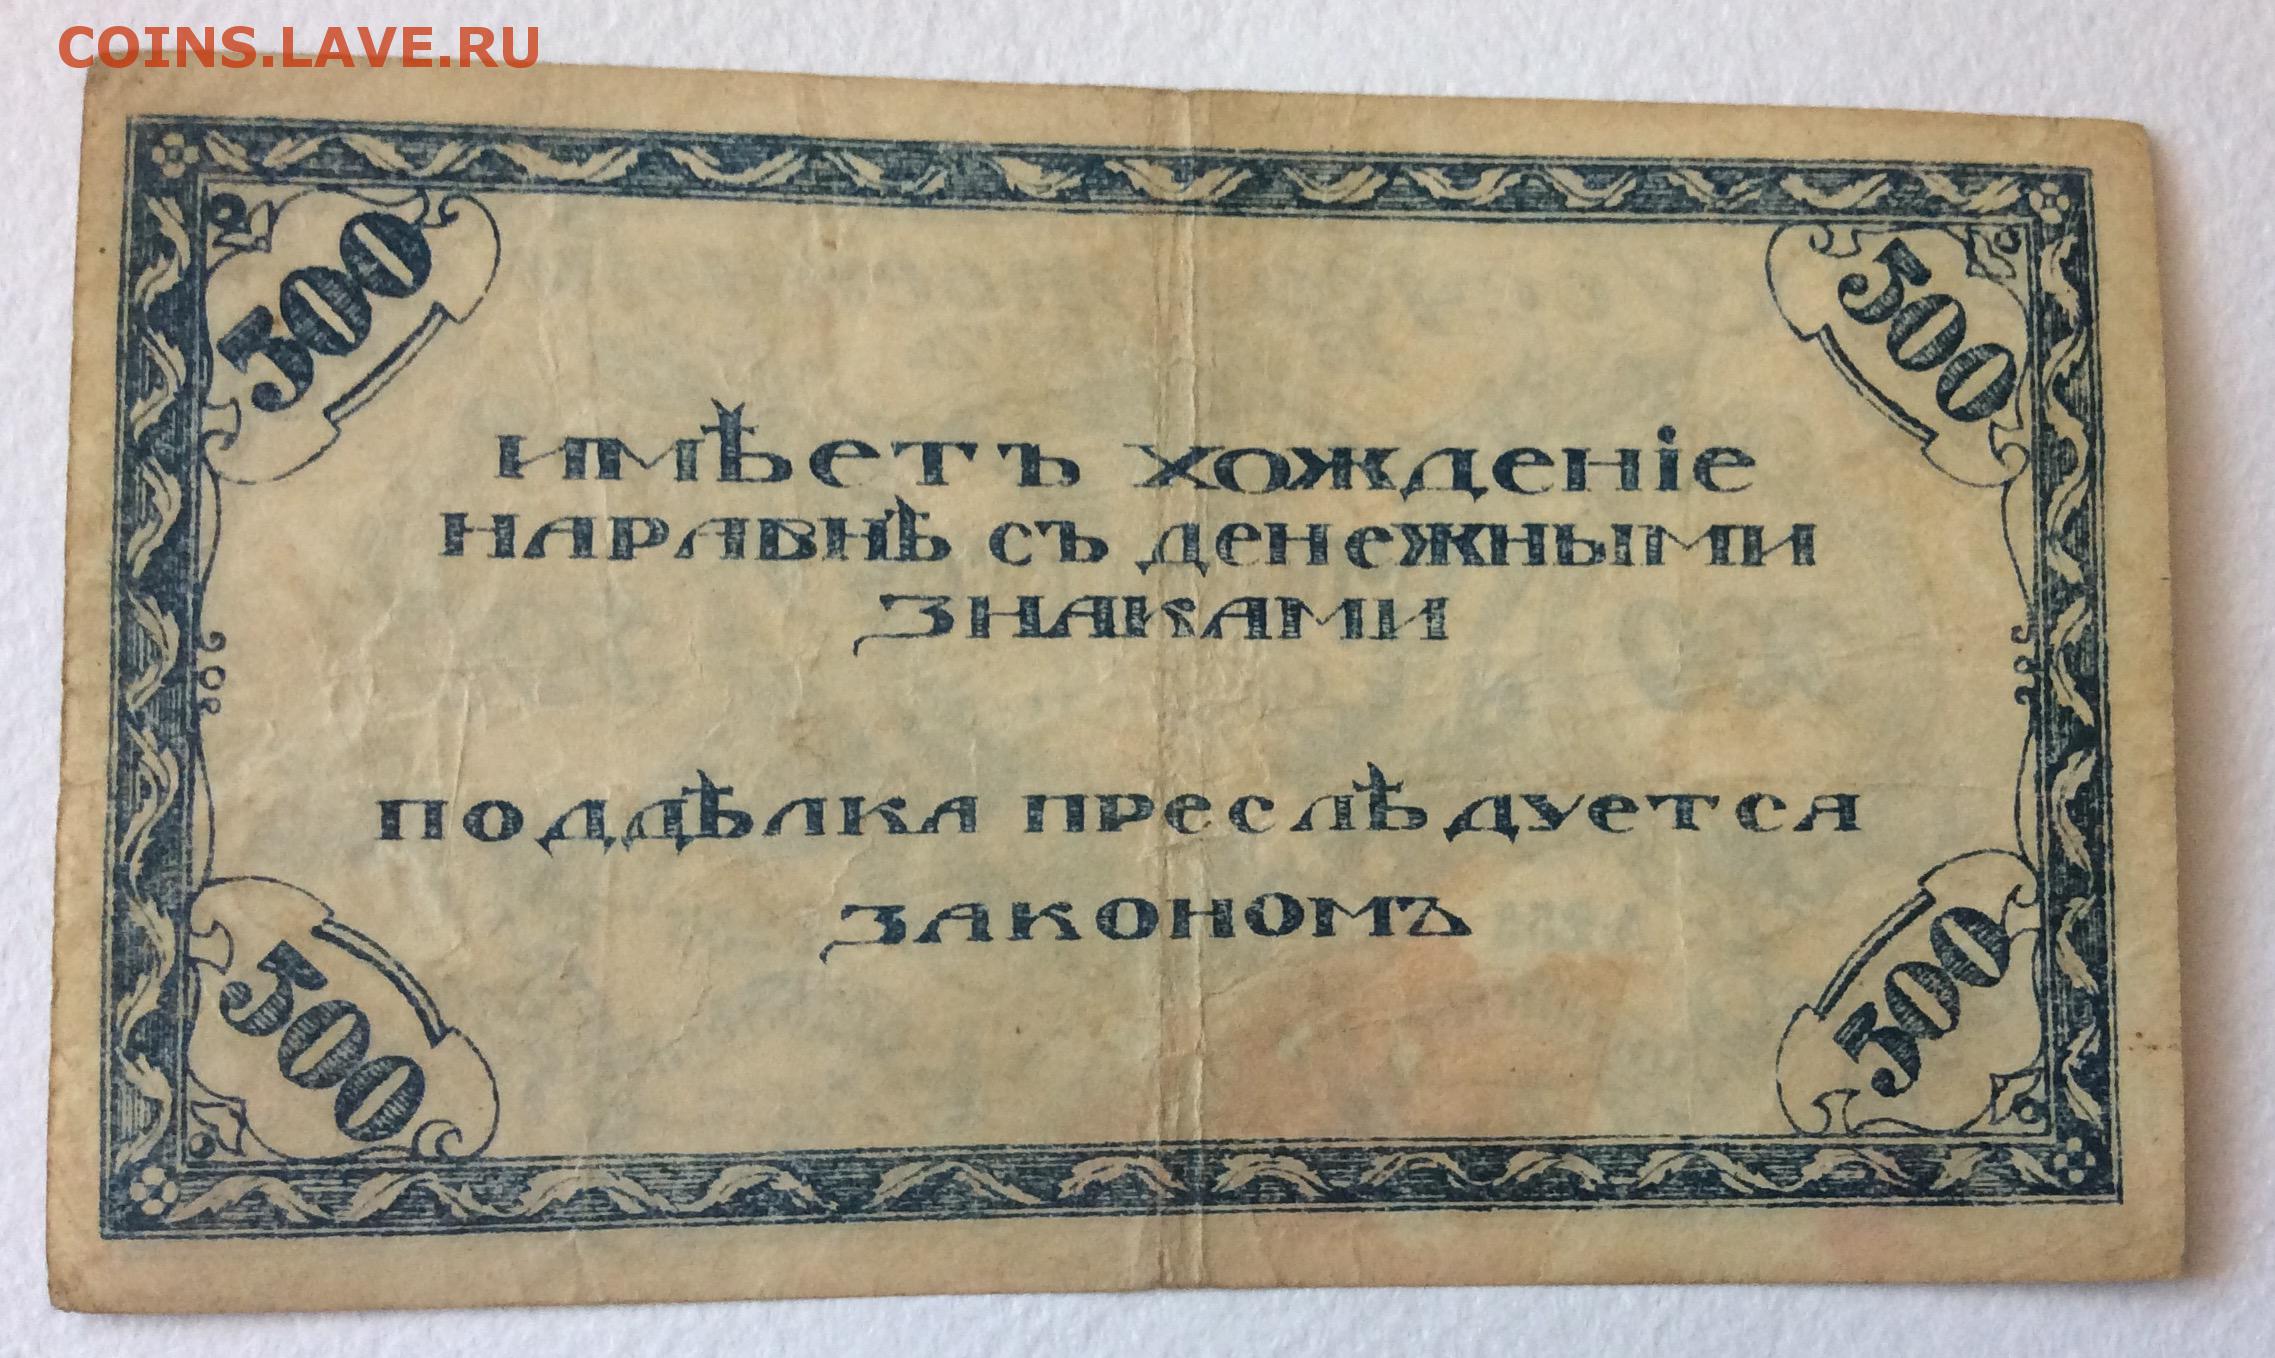 COINS.LAVE.RU
500
500
имѣетъ хожденіе
наравнѣ съ денежными
знаками
поддѣлка преслѣдуется
закономъ
500
500